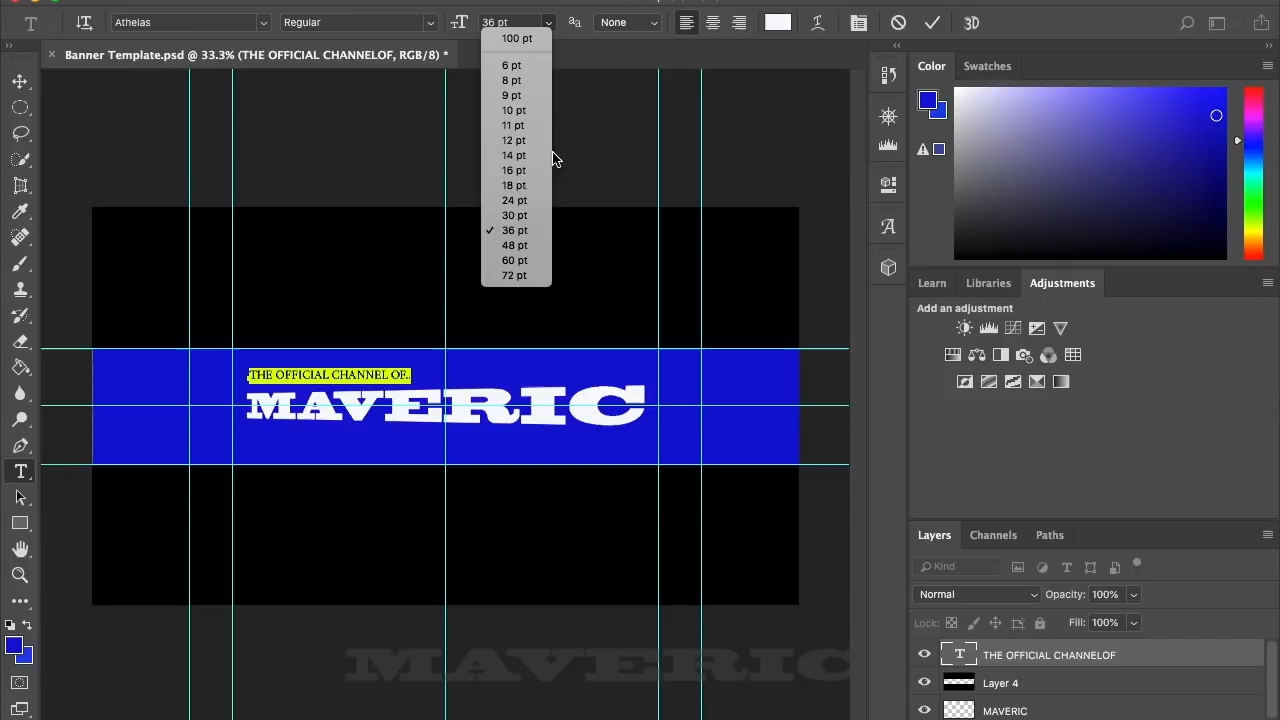 T
Athelas
Regular
36 pt
aa
None
3D
100 pt
6 pt
8 pt
9 pt
10 pt
11 pt
12 pt
14 pt
16 pt
18 pt
24 pt
30 pt
36 pt
48 pt
60 pt
72 pt
Banner Template.psd @ 33.3% (THE OFFICIAL CHANNELOF, RGB/8) *
THE OFFICIAL CHANNEL OF..
MAVERIC
MAVERIC
Color
Swatches
Learn
Libraries
Adjustments
Add an adjustment
Layers
Channels
Paths
Kind
Normal
Opacity: 100%
Lock:
Fill: 100%
T THE OFFICIAL CHANNELOF
Layer 4
MAVERIC